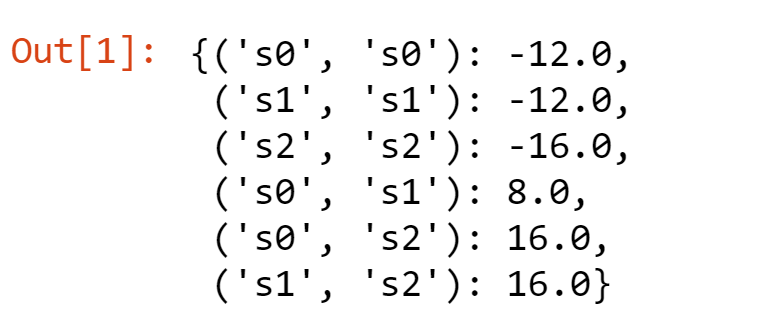 Out[1]: {('s0', 's0'): -12.0,
('s1', 's1'): -12.0,
('s2', 's2'): -16.0,
('s0', 's1'): 8.0,
('s0', 's2'): 16.0,
('s1', 's2'): 16.0}